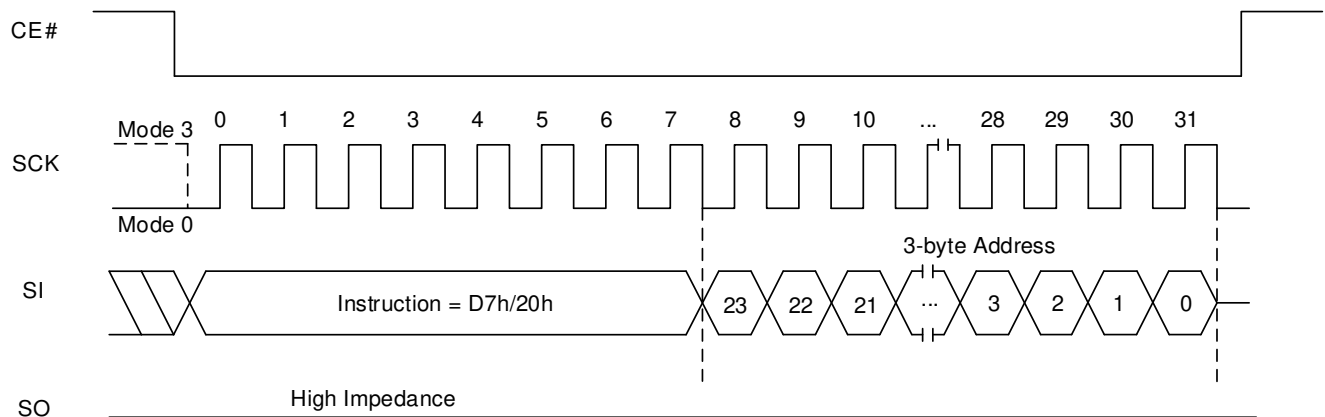 CE#
0 1 2 3 4 5 6 7 8 9 10 ... 28 29 30 31
Mode 3
SCK
Mode 0
3-byte Address
SI
Instruction = D7h/20h 23 22 21 ... 3 2 1 0
High Impedance
SO